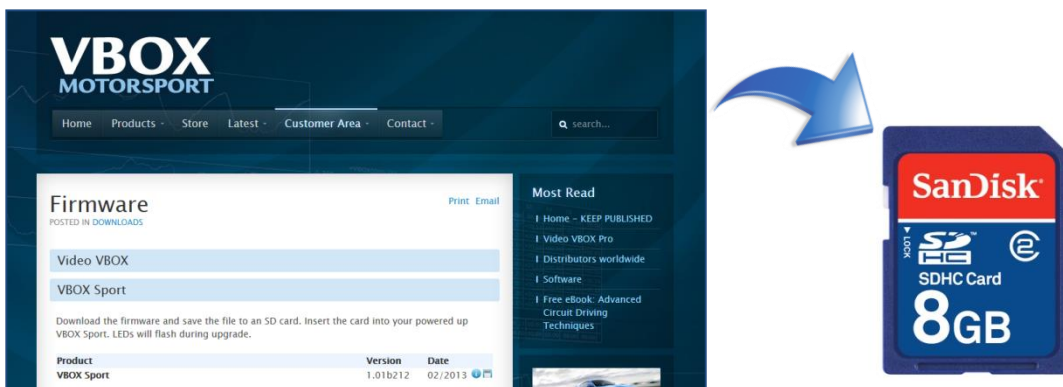 VBOX
MOTORSPORT
Home Products Store Latest Customer Area Contact
search...
Firmware
Print Email
POSTED IN DOWNLOADS
Video VBOX
VBOX Sport
Download the firmware and save the file to an SD card. Insert the card into your powered up
VBOX Sport. LEDs will flash during upgrade.
Product Version Date
VBOX Sport 1.01b212 02/2013
Most Read
Home – KEEP PUBLISHED
Video VBOX Pro
Distributors worldwide
Software
Free eBook: Advanced
Circuit Driving
Techniques
SanDisk
LOCK
SDHC
2
SDHC Card
8GB